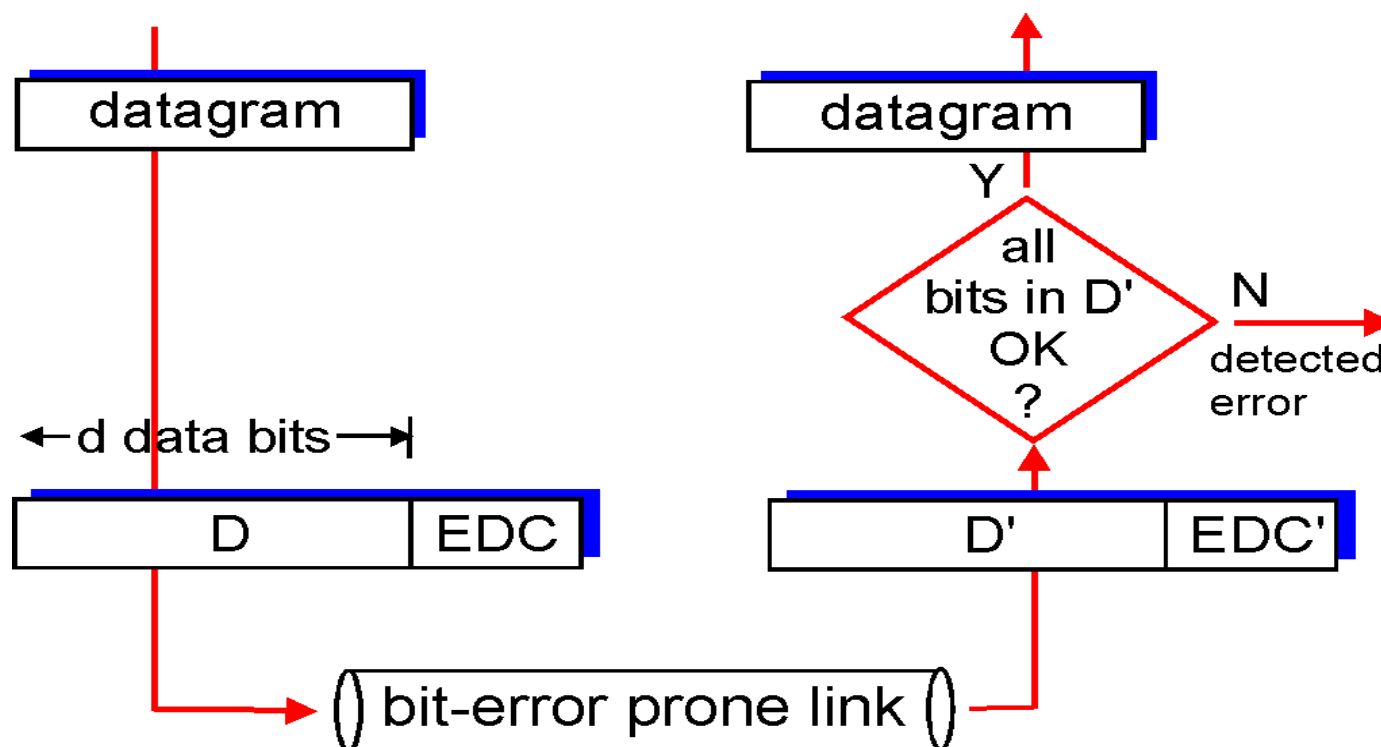 datagram
d data bits
D
EDC
bit-error prone link
datagram
Y
all
bits in D'
OK
?
N
detected
error
D'
EDC'